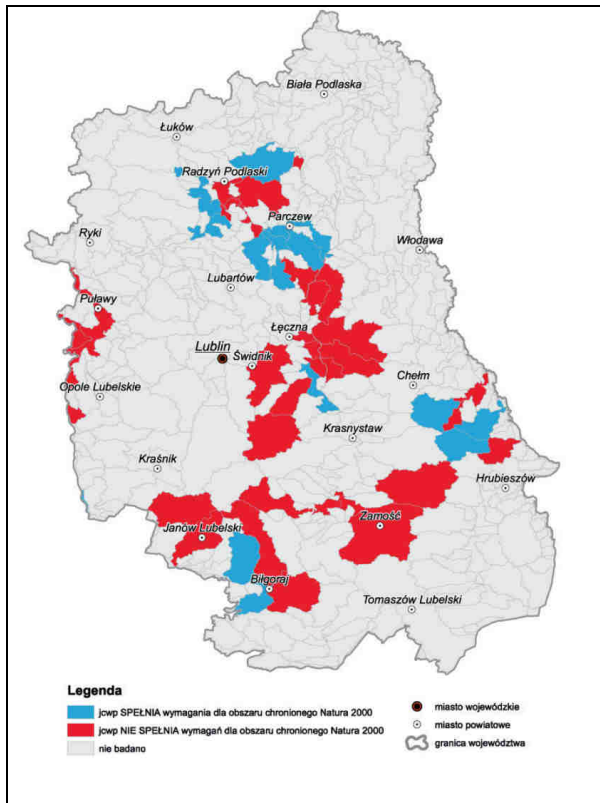 Biała Podlaska
Łuków
Radzyń Podlaski
Parczew
Ryki
Włodawa
Lubartów
Puławy
Łęczna
Lublin
Świdnik
Chełm
Opole Lubelskie
Krasnystaw
Kraśnik
Hrubieszów
Zamość
Janów Lubelski
Biłgoraj
Tomaszów Lubelski
Legenda
jcwp SPEŁNIA wymagania dla obszaru chronionego Natura 2000
jcwp NIE SPEŁNIA wymagań dla obszaru chronionego Natura 2000
nie badano
miasto wojewódzkie
miasto powiatowe
granica województwa